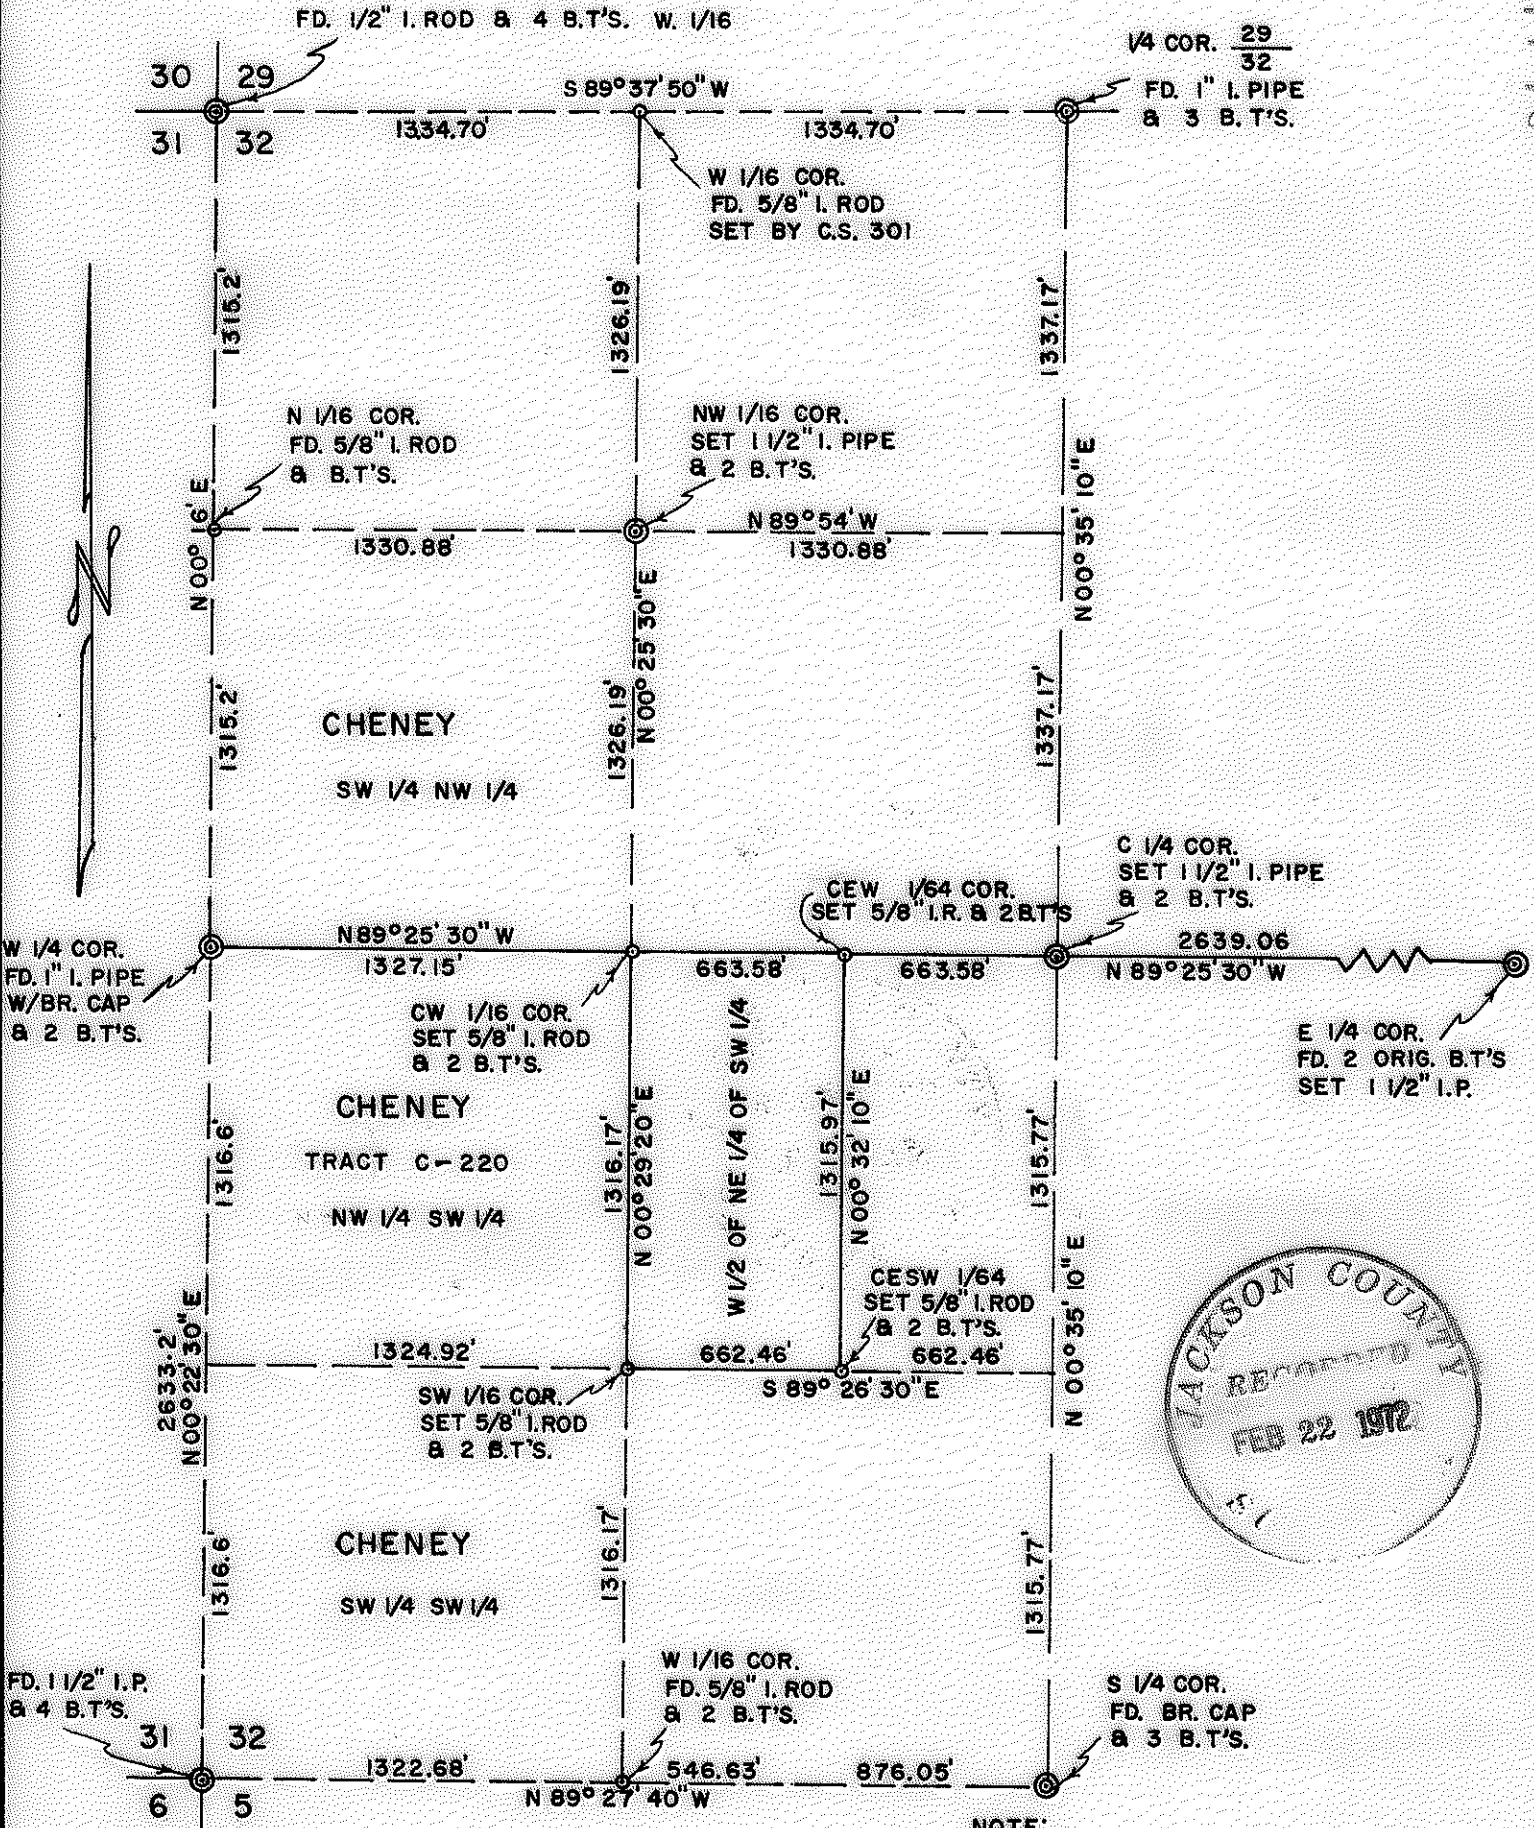 FD. 1/2" I. ROD & 4 B.T'S. W. 1/16
1/4 COR. 29
32
FD. 1" I. PIPE
& 3 B.T'S.
30 29
31 32
S 89° 37' 50" W
1334.70'
1334.70'
W 1/16 COR.
FD. 5/8" I. ROD
SET BY C.S. 301
1315.2'
1326.19'
1337.17'
N 1/16 COR.
FD. 5/8" I. ROD
& B.T'S.
NW 1/16 COR.
SET 1 1/2" I. PIPE
& 2 B.T'S.
N 00° 16' E
1330.88'
N 89° 54' W
1330.88'
N 00° 35' 10" E
N
N 00° 25' 30" E
1315.2'
1326.19'
1337.17'
CHENEY
SW 1/4 NW 1/4
C 1/4 COR.
SET 1 1/2" I. PIPE
& 2 B.T'S.
CEW 1/64 COR.
SET 5/8" I.R. & 2 B.T'S
W 1/4 COR.
FD. 1" I. PIPE
W/BR. CAP
& 2 B.T'S.
N 89° 25' 30" W
1327.15'
663.58'
663.58'
2639.06
N 89° 25' 30" W
CW 1/16 COR.
SET 5/8" I. ROD
& 2 B.T'S.
E 1/4 COR.
FD. 2 ORIG. B.T'S
SET 1 1/2" I.P.
CHENEY
TRACT C-220
NW 1/4 SW 1/4
1316.6'
1316.17'
N 00° 29' 20" E
W 1/2 OF NE 1/4 OF SW 1/4
1315.97'
N 00° 32' 10" E
1315.77'
CESW 1/64
SET 5/8" I. ROD
& 2 B.T'S.
N 00° 35' 10" E
2633.2'
N 00° 22' 30" E
1324.92'
662.46'
662.46'
S 89° 26' 30" E
SW 1/16 COR.
SET 5/8" I. ROD
& 2 B.T'S.
JACKSON COUNTY
RECORDED
FEB 22 1972
1316.6'
1316.17'
1315.77'
CHENEY
SW 1/4 SW 1/4
FD. 1 1/2" I.P.
& 4 B.T'S.
W 1/16 COR.
FD. 5/8" I. ROD
& 2 B.T'S.
S 1/4 COR.
FD. BR. CAP
& 3 B.T'S.
31 32
6 5
1322.68'
546.63'
876.05'
N 89° 27' 40" W
NOTE: